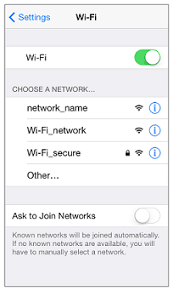 Settings Wi-Fi
Wi-Fi
CHOOSE A NETWORK...
network_name
Wi-Fi_network
Wi-Fi_secure
Other...
Ask to Join Networks
Known networks will be joined automatically.
If no known networks are available, you will
have to manually select a network.